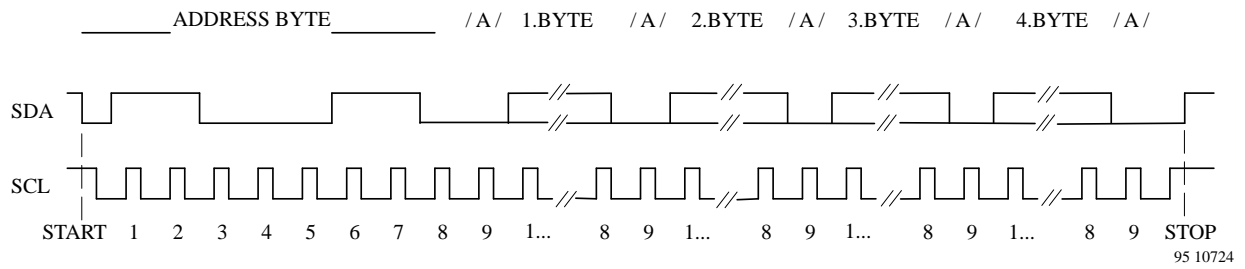 ADDRESS BYTE / A / 1.BYTE / A / 2.BYTE / A / 3.BYTE / A / 4.BYTE / A /
SDA
SCL
START 1 2 3 4 5 6 7 8 9 1... 8 9 1... 8 9 1... 8 9 1... 8 9 STOP
95 10724